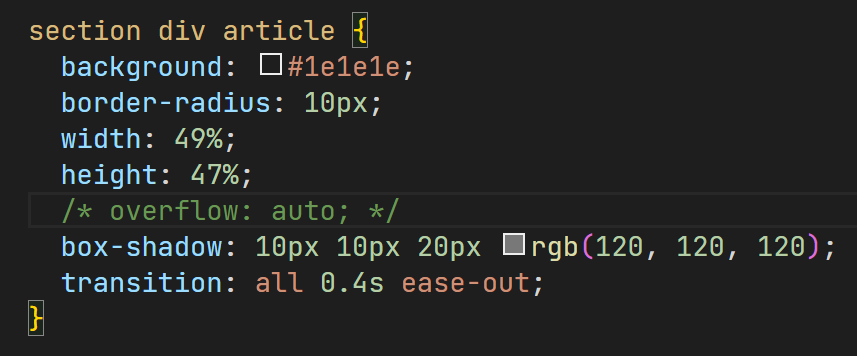 section div article {
  background: #1e1e1e;
  border-radius: 10px;
  width: 49%;
  height: 47%;
  /* overflow: auto; */
  box-shadow: 10px 10px 20px rgb(120, 120, 120);
  transition: all 0.4s ease-out;
}